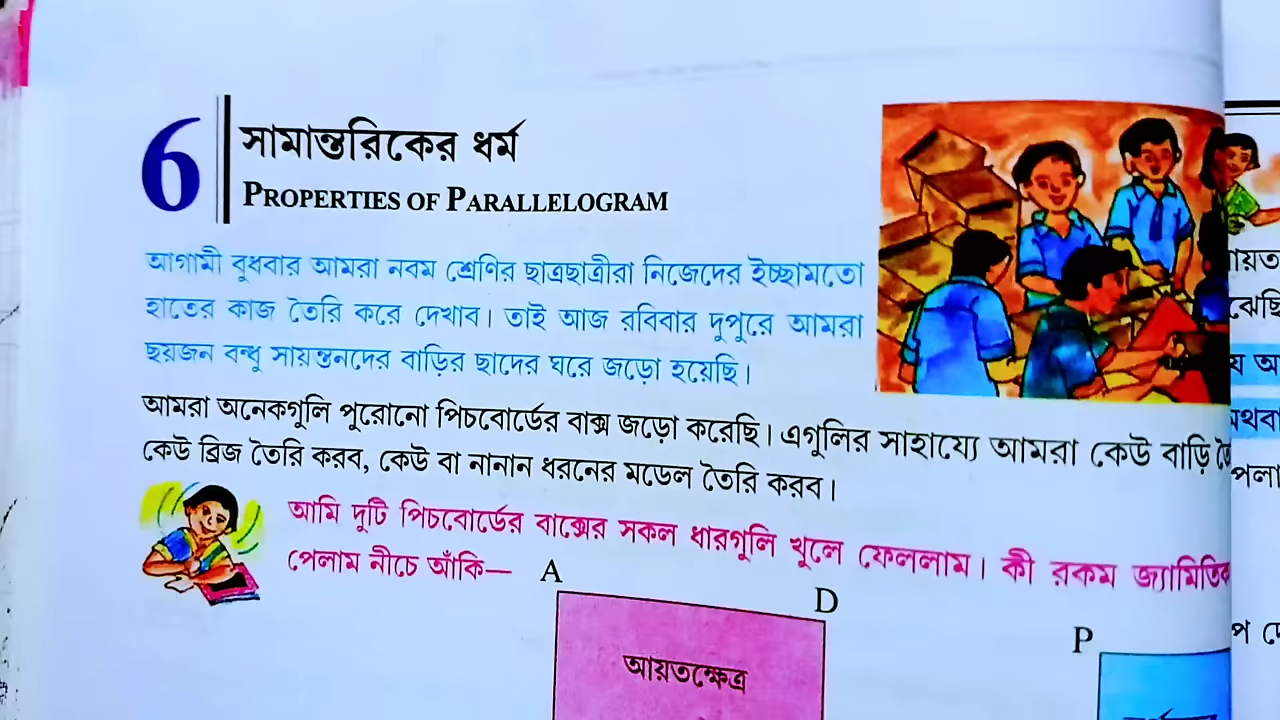 6
সামান্তরিকের ধর্ম
PROPERTIES OF PARALLELOGRAM
আগামী বুধবার আমরা নবম শ্রেণির ছাত্রছাত্রীরা নিজেদের ইচ্ছামতো
হাতের কাজ তৈরি করে দেখাব। তাই আজ রবিবার দুপুরে আমরা
ছয়জন বন্ধু সায়ন্তনদের বাড়ির ছাদের ঘরে জড়ো হয়েছি।
আমরা অনেকগুলি পুরোনো পিচবোর্ডের বাক্স জড়ো করেছি। এগুলির সাহায্যে আমরা কেউ বাড়ি
কেউ ব্রিজ তৈরি করব, কেউ বা নানান ধরনের মডেল তৈরি করব।
আমি দুটি পিচবোর্ডের বাক্সের সকল ধারগুলি খুলে ফেললাম। কী রকম জ্যামিতিক
পেলাম নীচে আঁকি—
A
D
P
আয়তক্ষেত্র